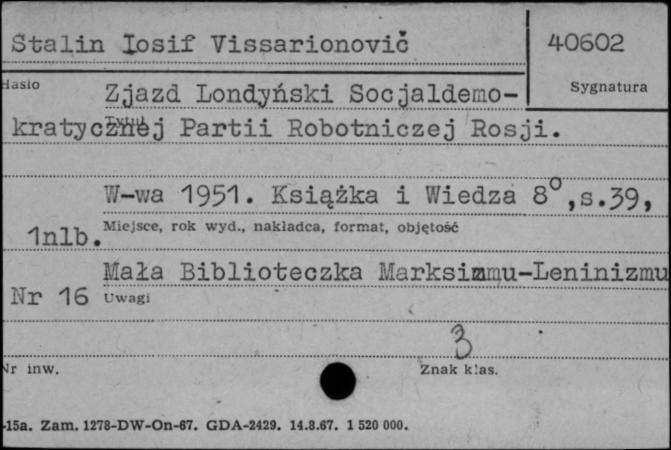 Stalin Iosif Vissarionovič
40602
Hasło
Sygnatura
Zjazd Londyński Socjaldemo-
Tytuł
kratycznej Partii Robotniczej Rosji.
W-wa 1951. Książka i Wiedza 8°,s.39,
Miejsce, rok wyd., nakładca, format, objętość
1nlb.
Mała Biblioteczka Marksizmu-Leninizmu
Nr 16
Uwagi
3
Nr inw.
Znak klas.
-15a. Zam. 1278-DW-On-67. GDA-2429. 14.8.67. 1 520 000.